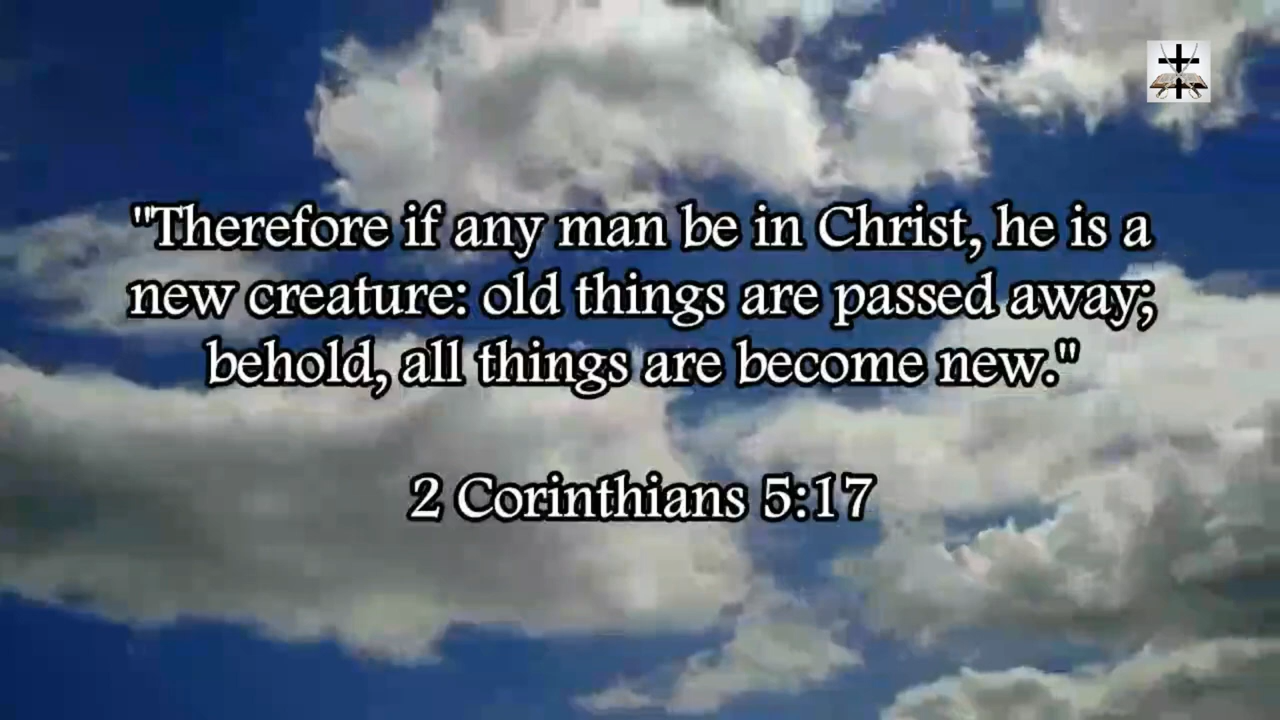 "Therefore if any man be in Christ, he is a
new creature: old things are passed away;
behold, all things are become new."
2 Corinthians 5:17